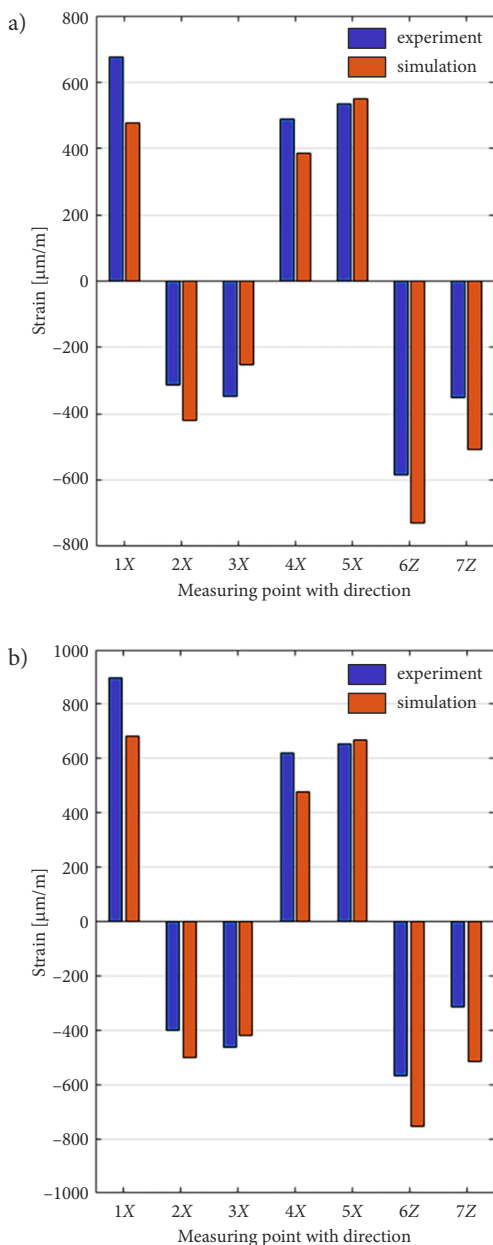 a)
800
600
400
200
0
−200
−400
−600
−800
Strain [µm/m]
experiment
simulation
1X 2X 3X 4X 5X 6Z 7Z
Measuring point with direction
b)
1000
800
600
400
200
0
−200
−400
−600
−800
−1000
Strain [µm/m]
experiment
simulation
1X 2X 3X 4X 5X 6Z 7Z
Measuring point with direction